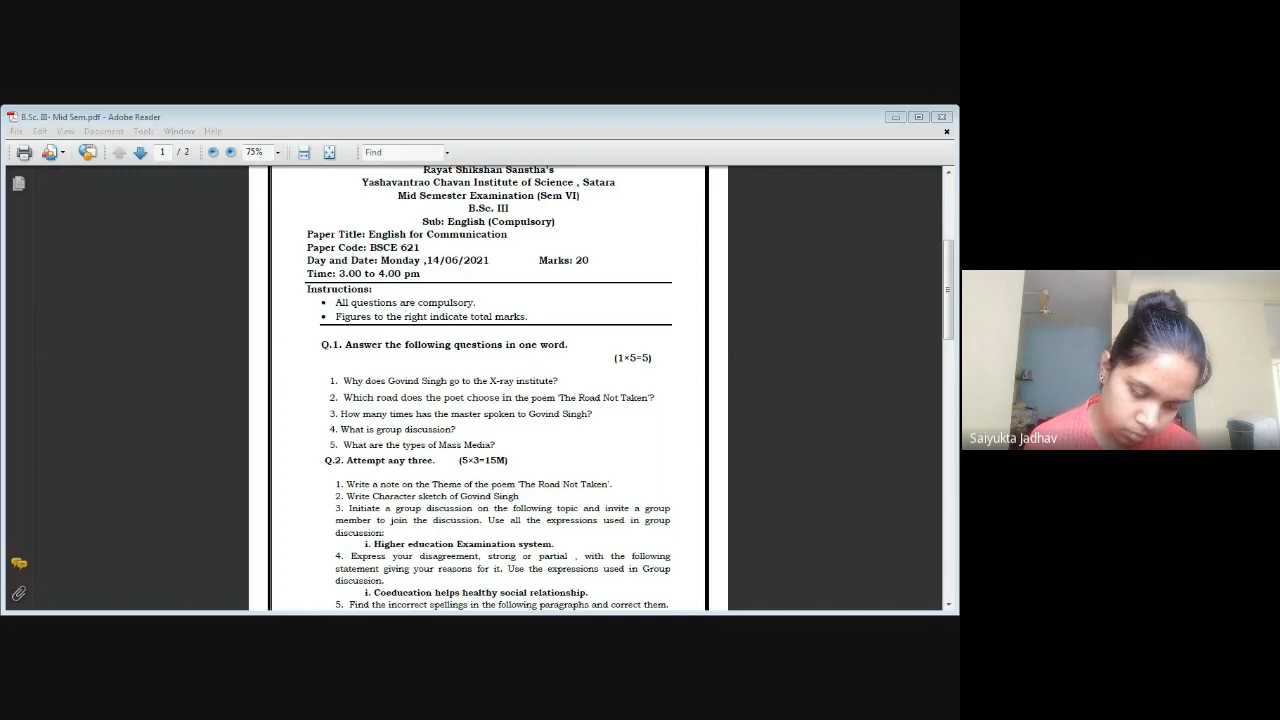 B.Sc. III- Mid Sem.pdf - Adobe Reader
File Edit View Document Tools Window Help
1 / 2 75% Find
Rayat Shikshan Sanstha's
Yashavantrao Chavan Institute of Science , Satara
Mid Semester Examination (Sem VI)
B.Sc. III
Sub: English (Compulsory)
Paper Title: English for Communication
Paper Code: BSCE 621
Day and Date: Monday ,14/06/2021 Marks: 20
Time: 3.00 to 4.00 pm
Instructions:
• All questions are compulsory.
• Figures to the right indicate total marks.
Q.1. Answer the following questions in one word.
(1×5=5)
1. Why does Govind Singh go to the X-ray institute?
2. Which road does the poet choose in the poem 'The Road Not Taken'?
3. How many times has the master spoken to Govind Singh?
4. What is group discussion?
5. What are the types of Mass Media?
Q.2. Attempt any three. (5×3=15M)
1. Write a note on the Theme of the poem 'The Road Not Taken'.
2. Write Character sketch of Govind Singh
3. Initiate a group discussion on the following topic and invite a group
member to join the discussion. Use all the expressions used in group
discussion:
i. Higher education Examination system.
4. Express your disagreement, strong or partial , with the following
statement giving your reasons for it. Use the expressions used in Group
discussion.
i. Coeducation helps healthy social relationship.
5. Find the incorrect spellings in the following paragraphs and correct them.
Saiyukta Jadhav